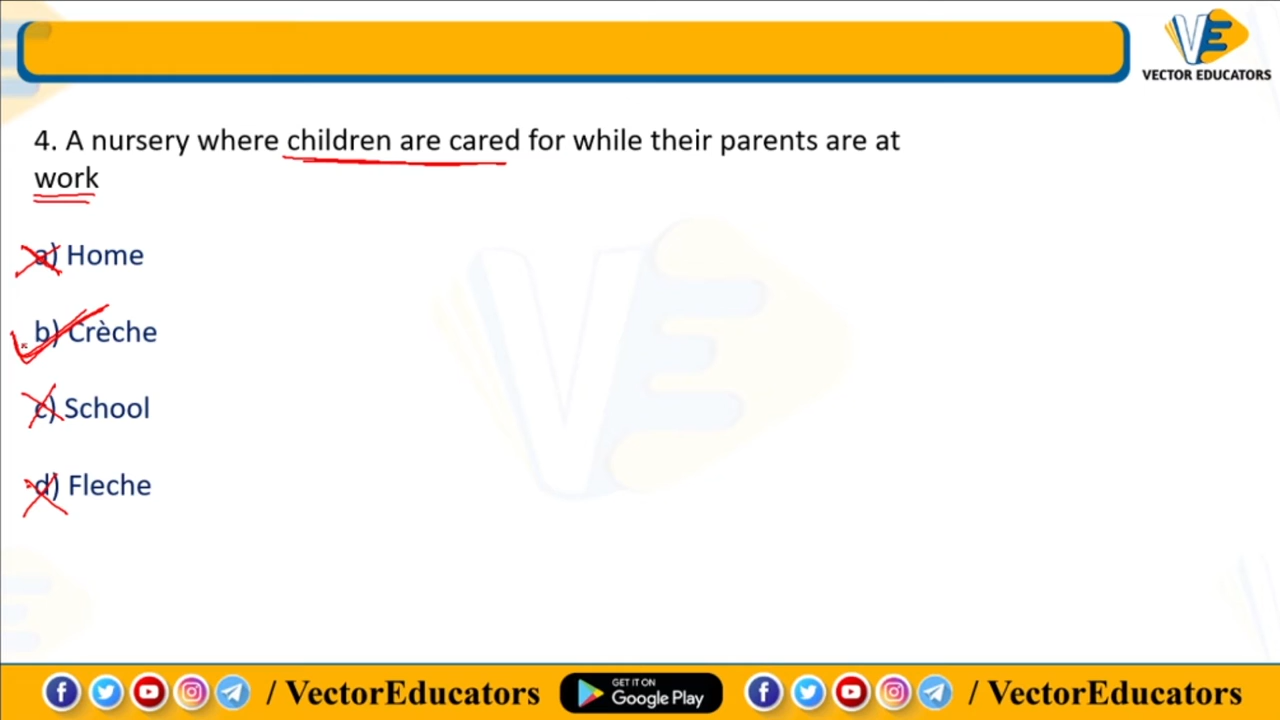 VECTOR EDUCATORS
4. A nursery where children are cared for while their parents are at
work
a) Home
b) Crèche
c) School
d) Fleche
/ VectorEducators
GET IT ON
Google Play
/ VectorEducators